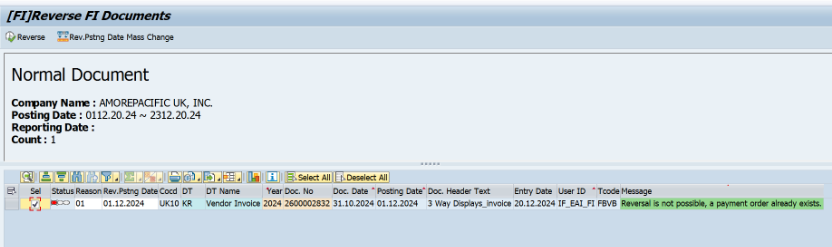 [FI]Reverse FI Documents
Reverse Rev.Pstng Date Mass Change
Normal Document
Company Name : AMOREPACIFIC UK, INC.
Posting Date : 0112.20.24 ~ 2312.20.24
Reporting Date :
Count : 1
Select All Deselect All
Sel Status Reason Rev.Pstng Date Cocd DT DT Name Year Doc. No Doc. Date Posting Date Doc. Header Text Entry Date User ID Tcode Message
01 01.12.2024 UK10 KR Vendor Invoice 2024 2600002832 31.10.2024 01.12.2024 3 Way Displays_invoice 20.12.2024 IF_EAI_FI FBVB Reversal is not possible, a payment order already exists.